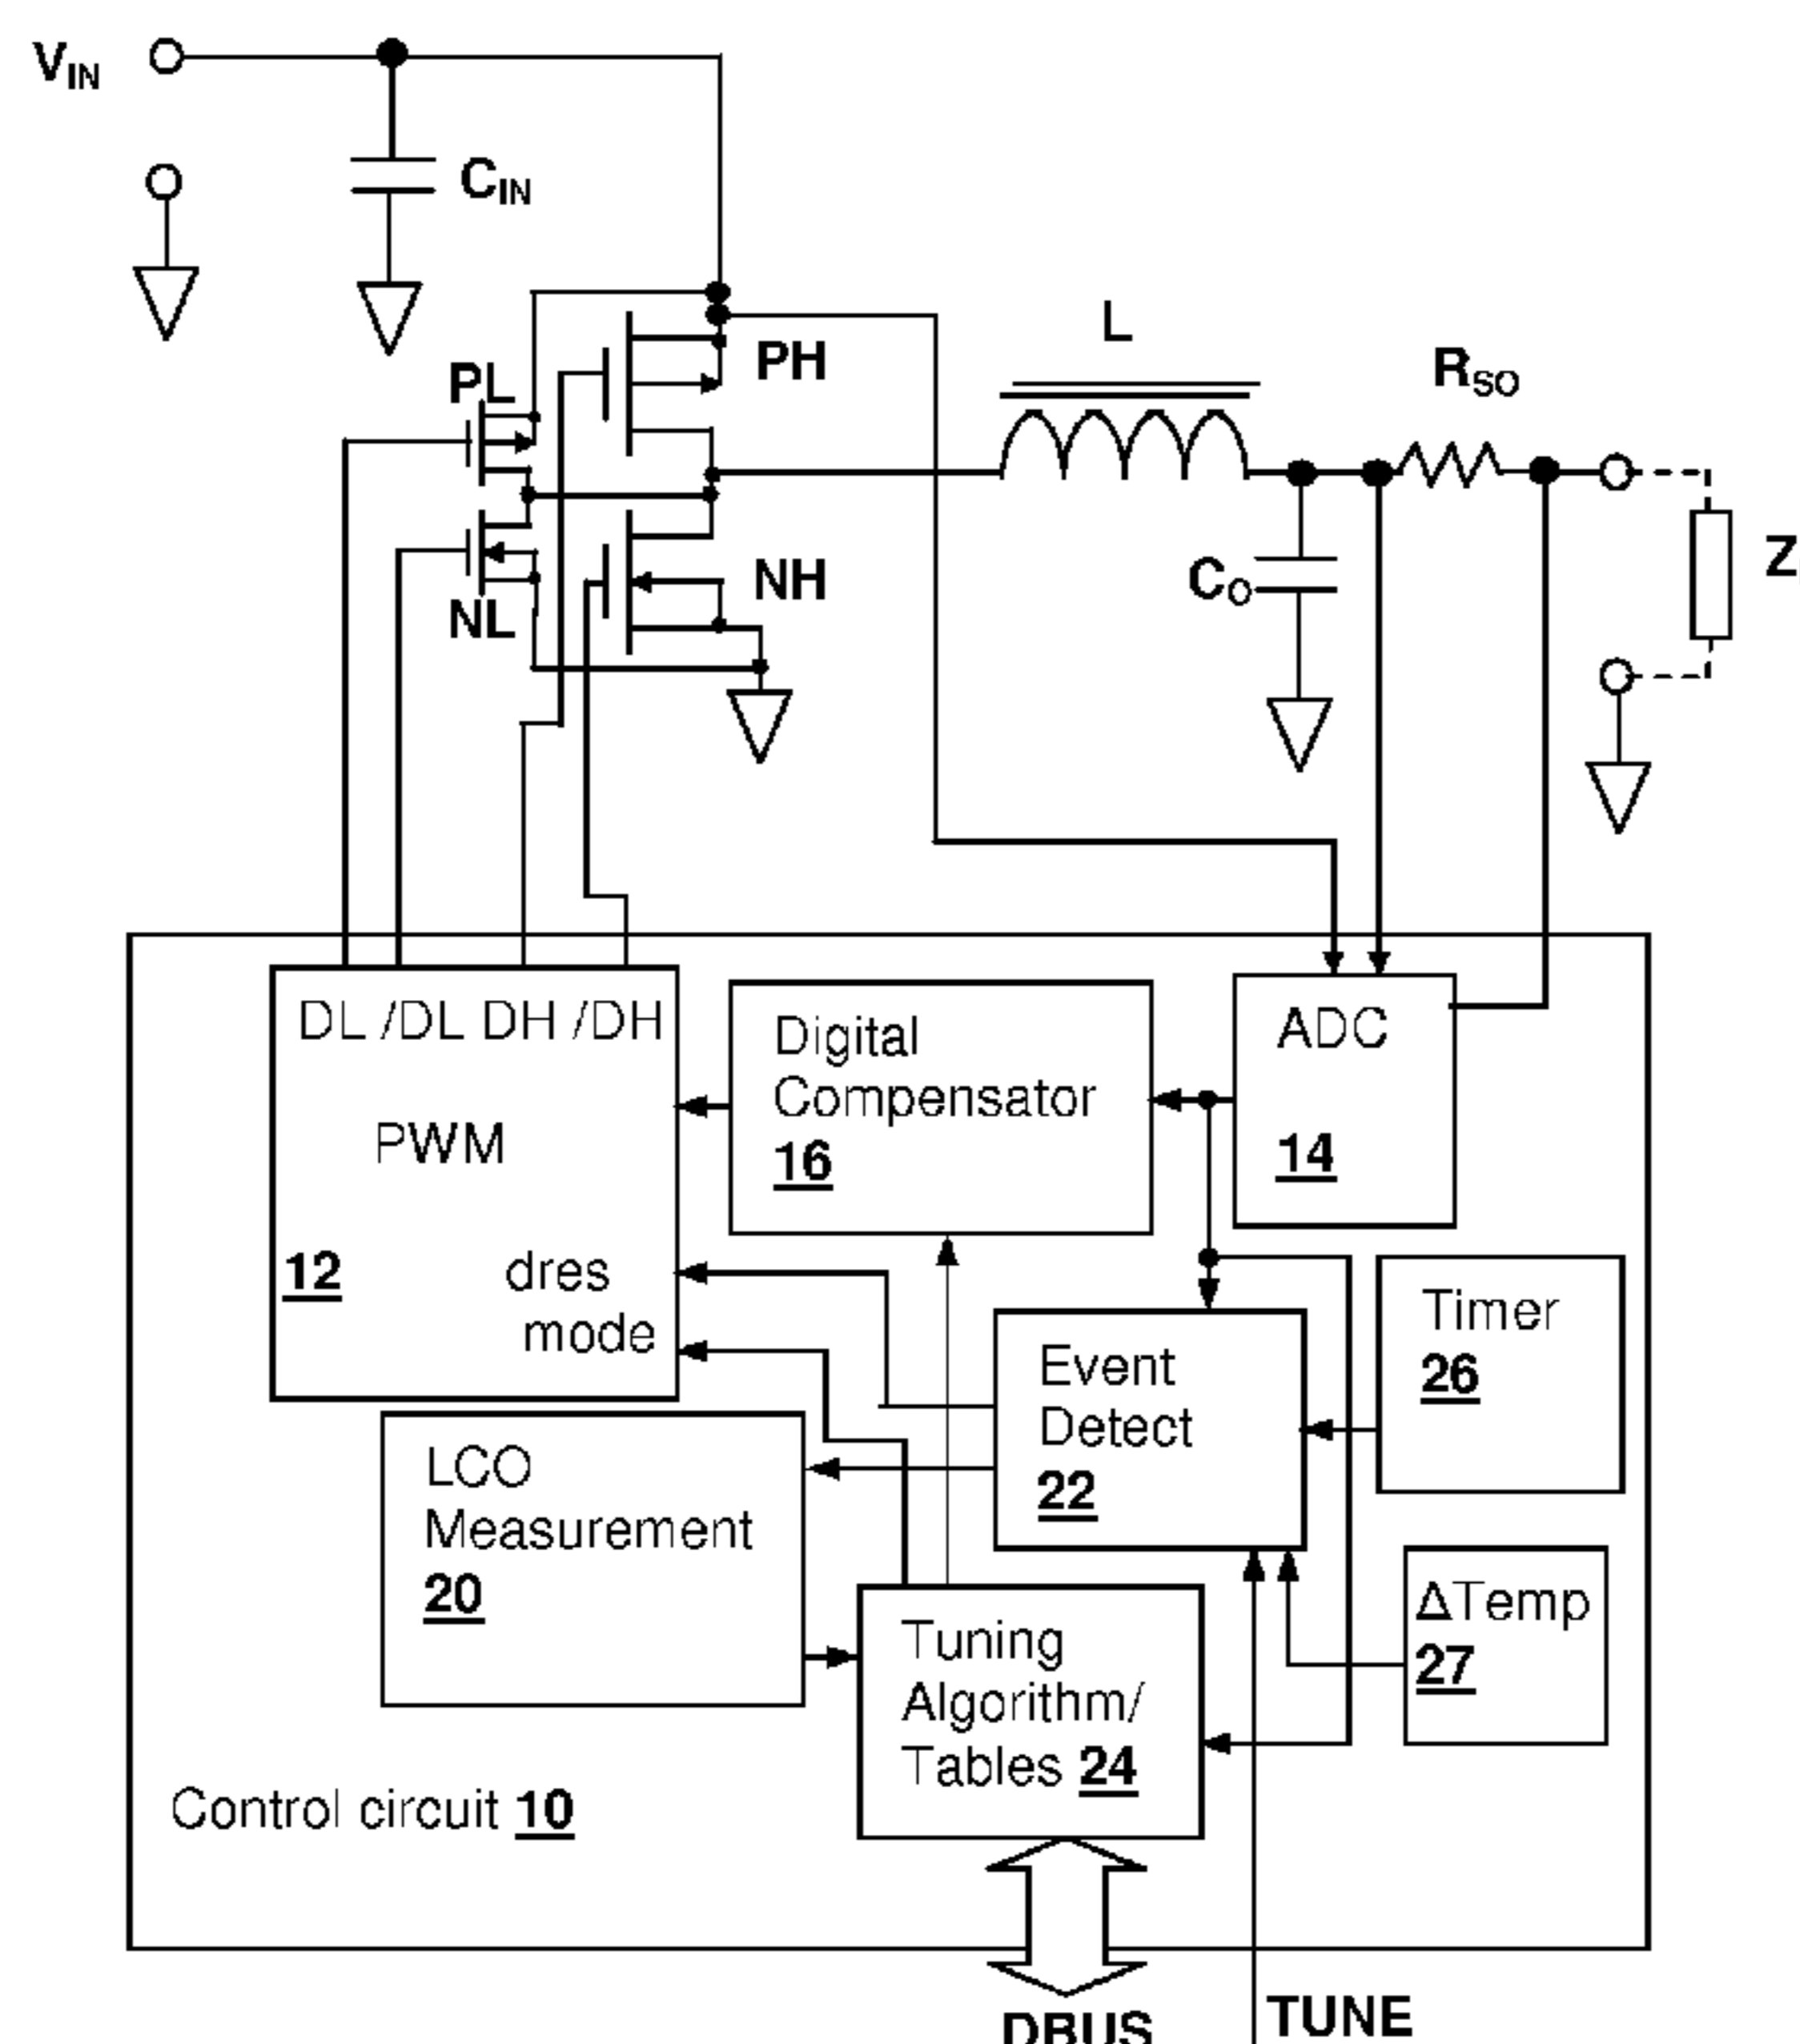 VIN
CIN
L
PH
RSO
PL
NH
CO
Z
NL
DL /DL DH /DH
PWM
12
dres
mode
Digital
Compensator
16
ADC
14
Timer
26
Event
Detect
22
LCO
Measurement
20
ΔTemp
27
Tuning
Algorithm/
Tables 24
Control circuit 10
DBUS
TUNE